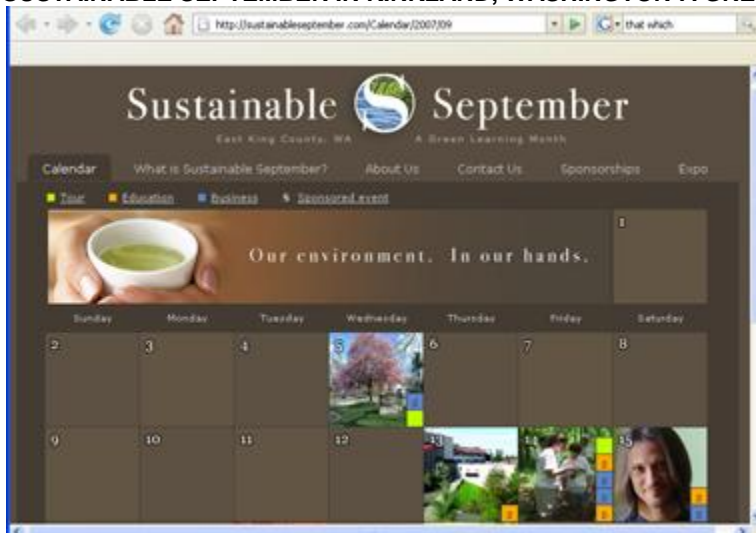 SUSTAINABLE SEPTEMBER IN KIRKLAND, WASHINGTON
http://sustainableseptember.com/Calendar/2007/09
that which
Sustainable September
East King County, WA A Green Learning Month
Calendar What is Sustainable September? About Us Contact Us Sponsorships Expo
Tour Education Business $ Sponsored event
Our environment. In our hands.
1
Sunday Monday Tuesday Wednesday Thursday Friday Saturday
2 3 4 5 6 7 8
9 10 11 12 13 14 15